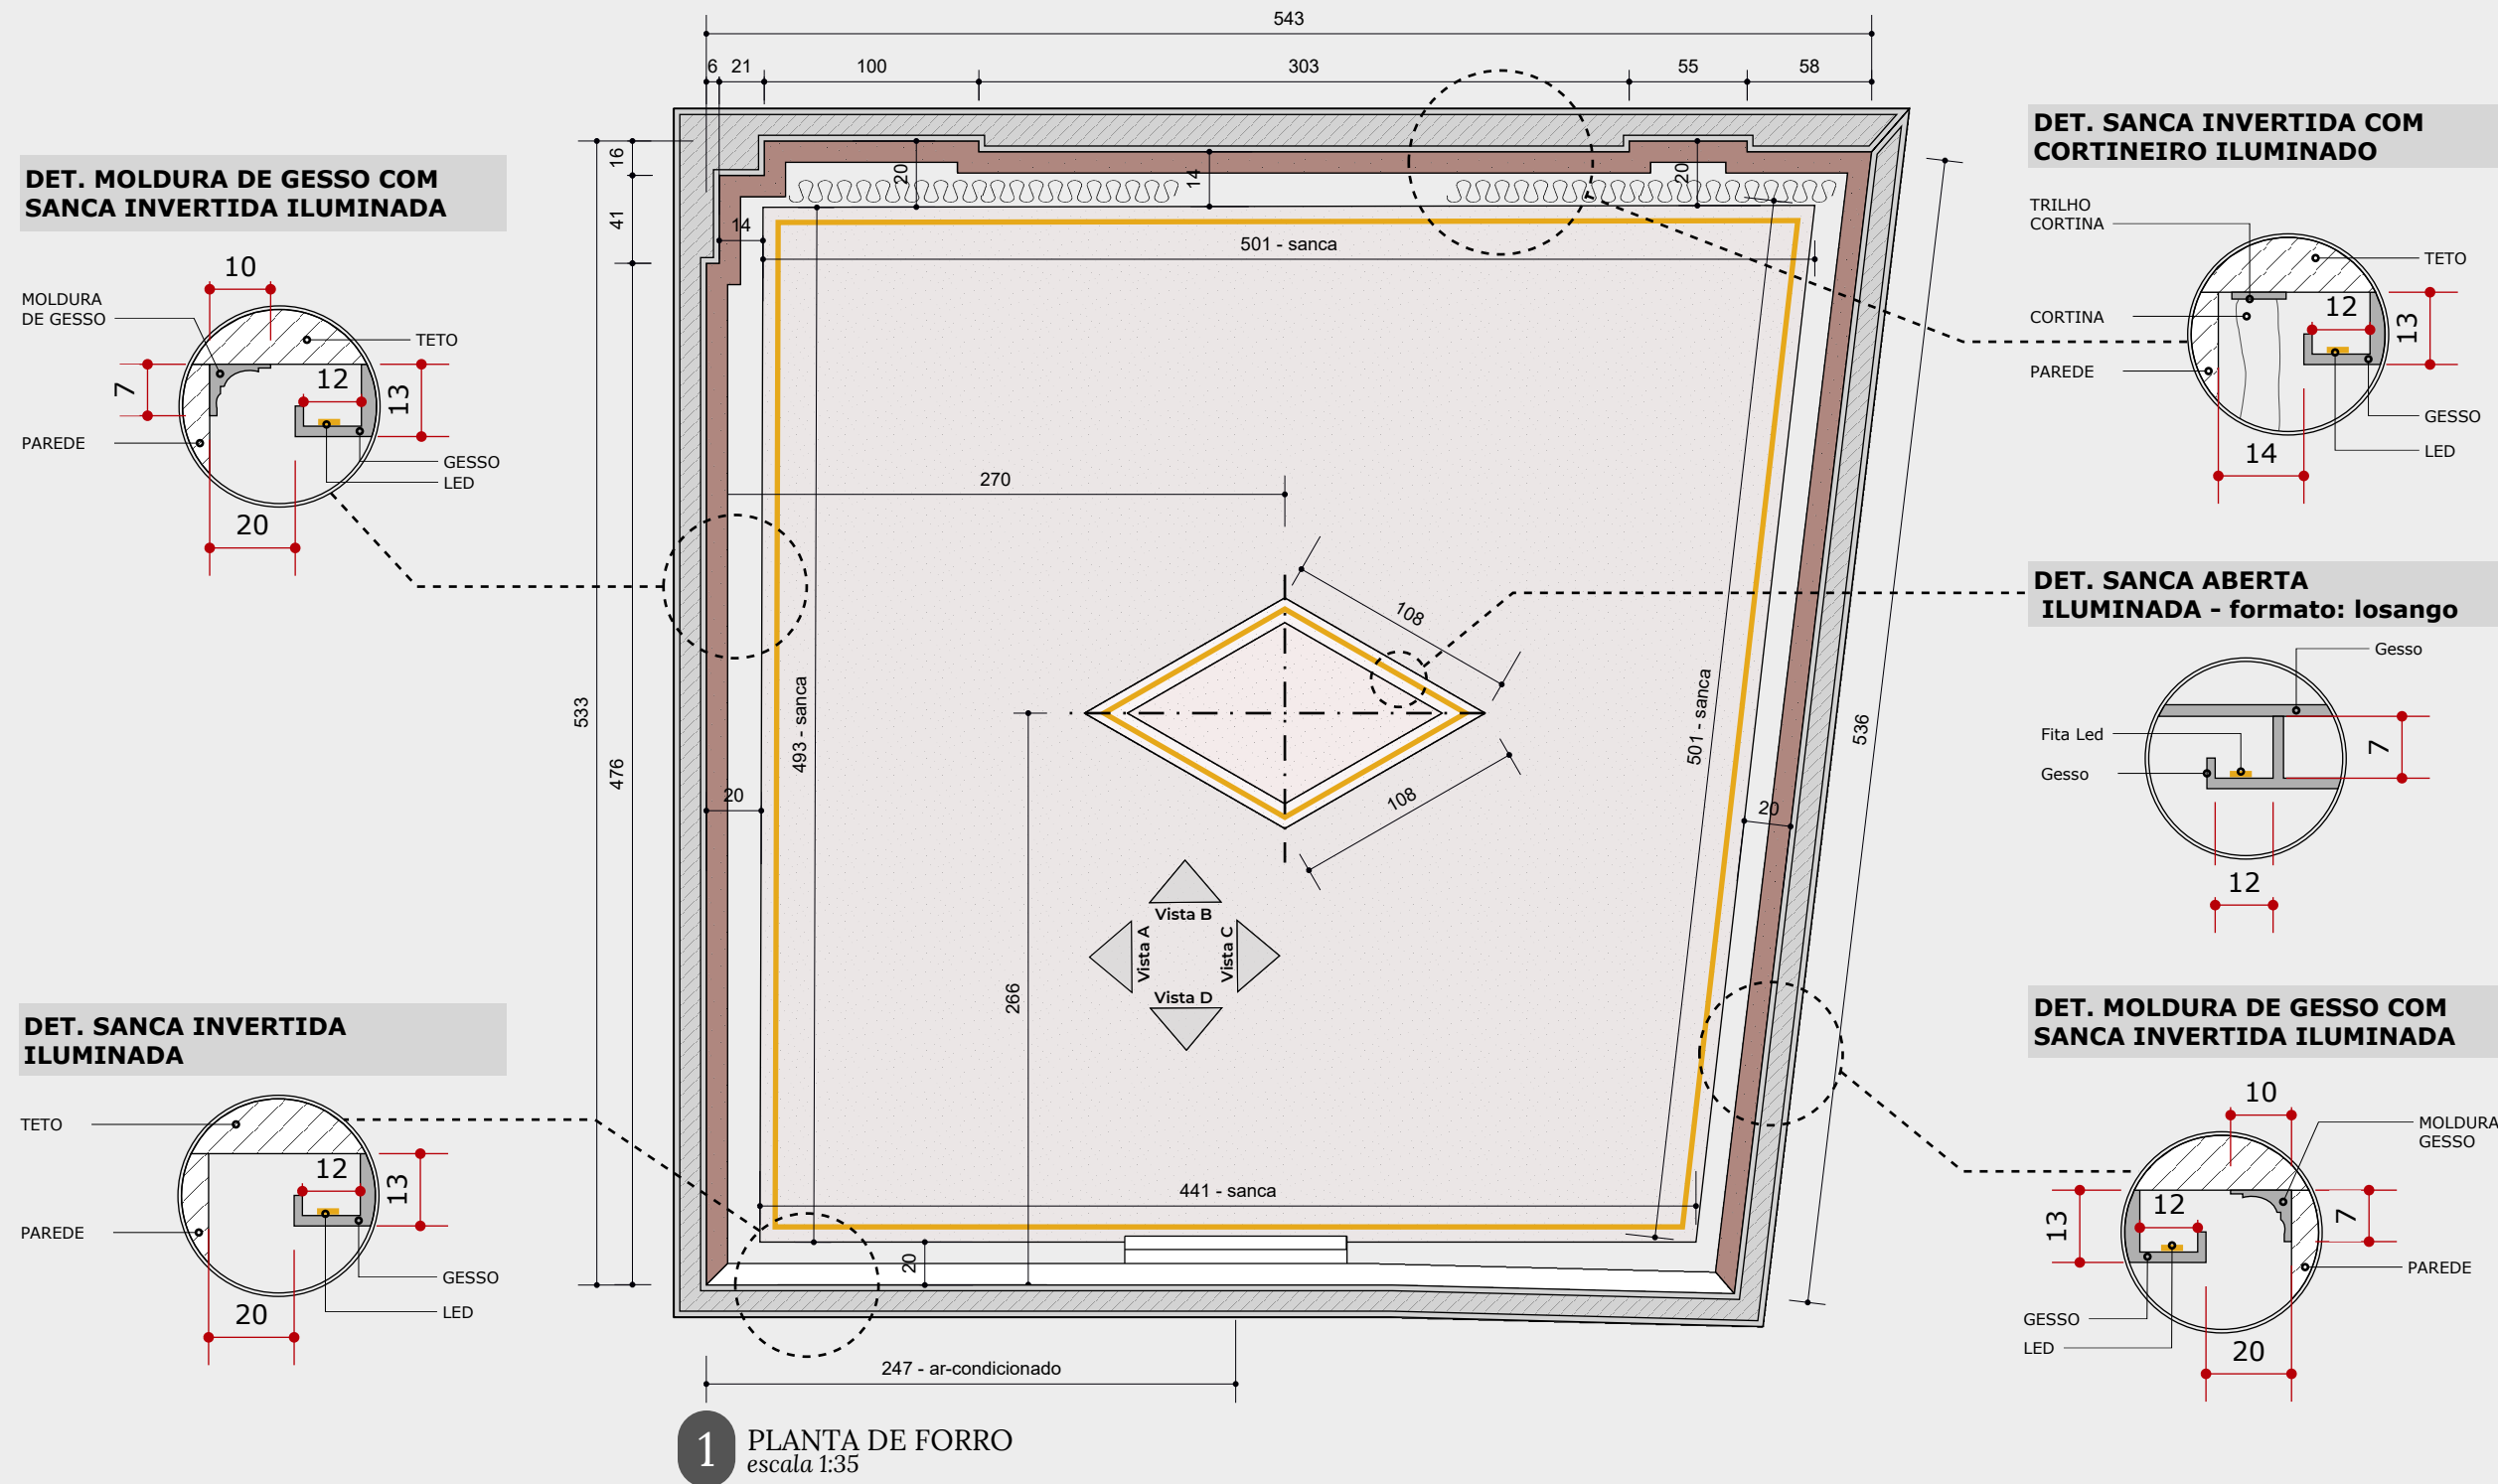 543
6 21 100 303 55 58
16
41
533
476
20
14
20
14
501 - sanca
270
108
108
493 - sanca
501 - sanca
536
20
20
266
Vista B
Vista A
Vista C
Vista D
441 - sanca
20
247 - ar-condicionado
1
PLANTA DE FORRO
escala 1:35
DET. MOLDURA DE GESSO COM
SANCA INVERTIDA ILUMINADA
10
MOLDURA
DE GESSO
TETO
12
7
13
PAREDE
GESSO
LED
20
DET. SANCA INVERTIDA
ILUMINADA
TETO
12
13
PAREDE
GESSO
LED
20
DET. SANCA INVERTIDA COM
CORTINEIRO ILUMINADO
TRILHO
CORTINA
TETO
12
13
CORTINA
PAREDE
GESSO
LED
14
DET. SANCA ABERTA
ILUMINADA - formato: losango
Gesso
Fita Led
7
Gesso
12
DET. MOLDURA DE GESSO COM
SANCA INVERTIDA ILUMINADA
10
MOLDURA
GESSO
12
13
7
PAREDE
GESSO
LED
20